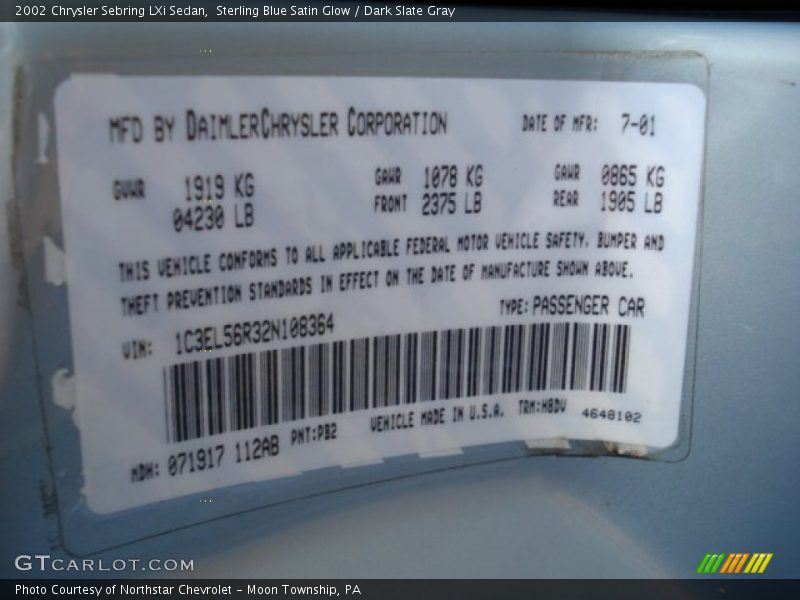 2002 Chrysler Sebring LXi Sedan,  Sterling Blue Satin Glow / Dark Slate Gray
MFD BY DAIMLERCHRYSLER CORPORATION DATE OF MFR: 7-01
GVWR 1919 KG GAWR 1078 KG GAWR 0865 KG
04230 LB FRONT 2375 LB REAR 1905 LB
THIS VEHICLE CONFORMS TO ALL APPLICABLE FEDERAL MOTOR VEHICLE SAFETY, BUMPER AND
THEFT PREVENTION STANDARDS IN EFFECT ON THE DATE OF MANUFACTURE SHOWN ABOVE.
VIN: 1C3EL56R32N108364 TYPE: PASSENGER CAR
MDH: 071917 112AB PNT:PB2 VEHICLE MADE IN U.S.A. TRM:H8DV 4648102
GTCARLOT.COM
Photo Courtesy of Northstar Chevrolet - Moon Township, PA